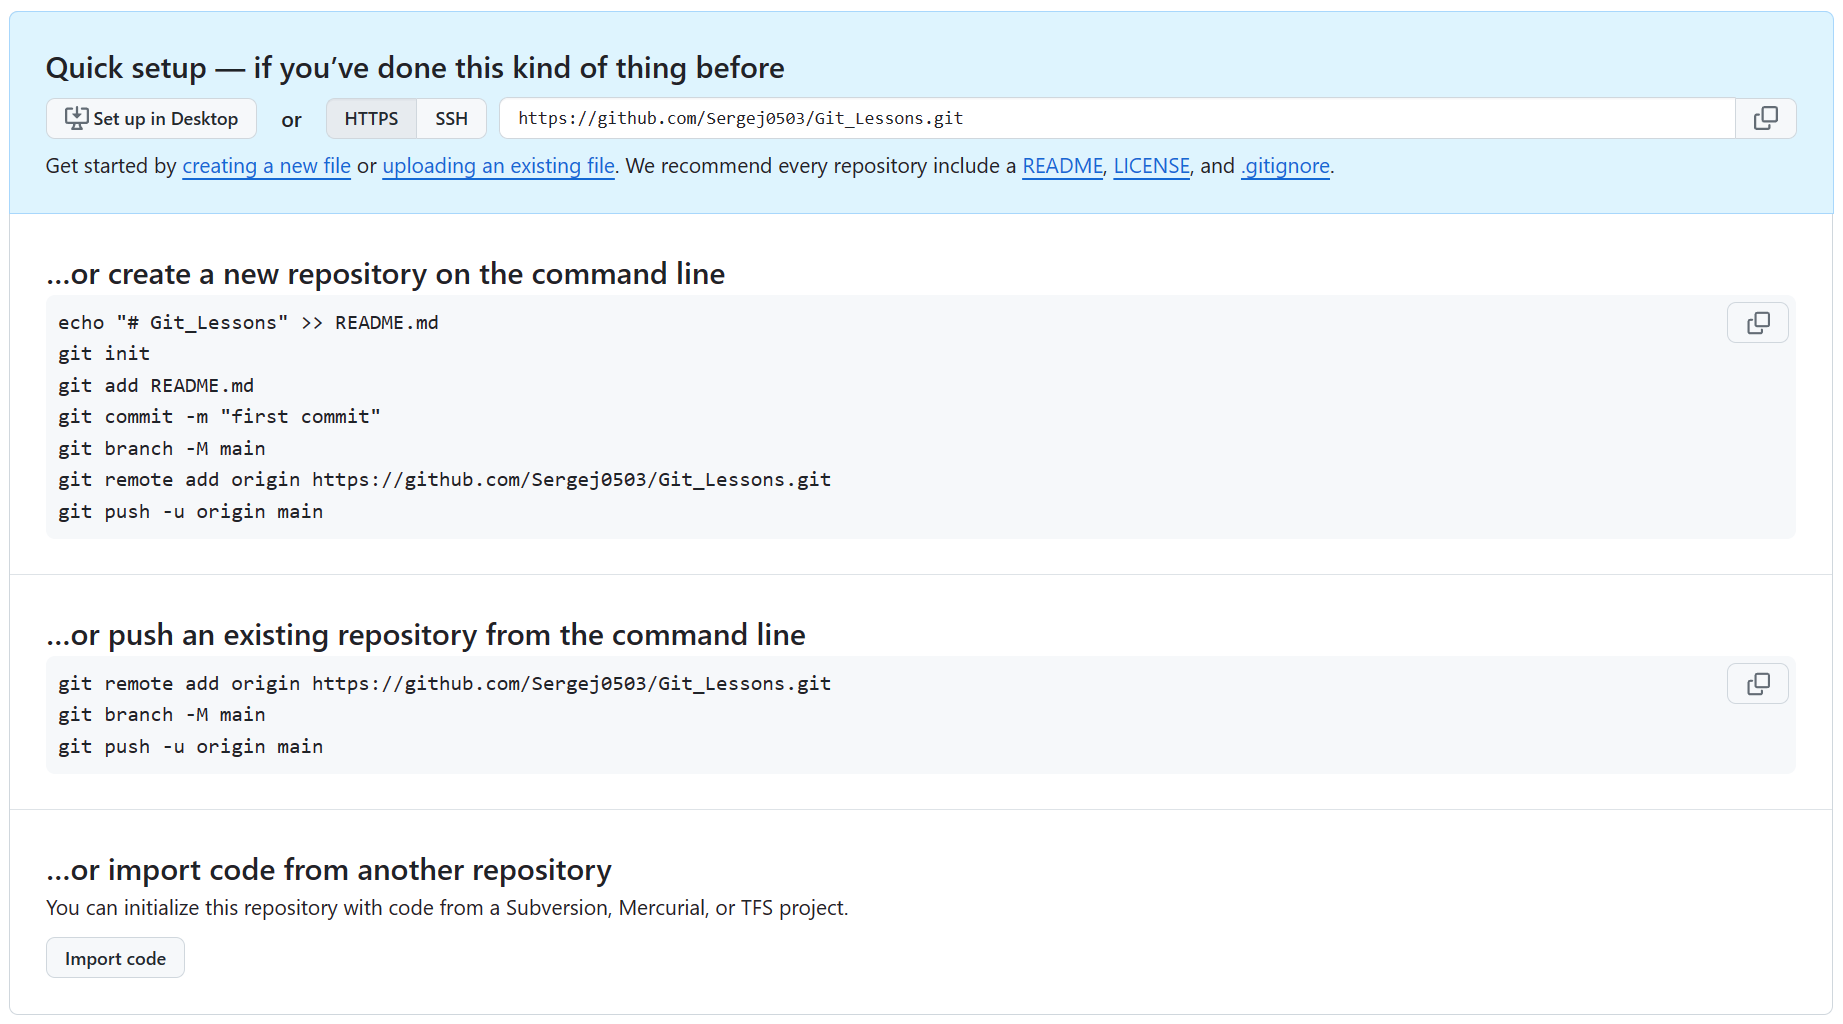 Quick setup — if you’ve done this kind of thing before
Set up in Desktop or HTTPS SSH https://github.com/Sergej0503/Git_Lessons.git
Get started by creating a new file or uploading an existing file. We recommend every repository include a README, LICENSE, and .gitignore.
…or create a new repository on the command line
echo "# Git_Lessons" >> README.md
git init
git add README.md
git commit -m "first commit"
git branch -M main
git remote add origin https://github.com/Sergej0503/Git_Lessons.git
git push -u origin main
…or push an existing repository from the command line
git remote add origin https://github.com/Sergej0503/Git_Lessons.git
git branch -M main
git push -u origin main
…or import code from another repository
You can initialize this repository with code from a Subversion, Mercurial, or TFS project.
Import code